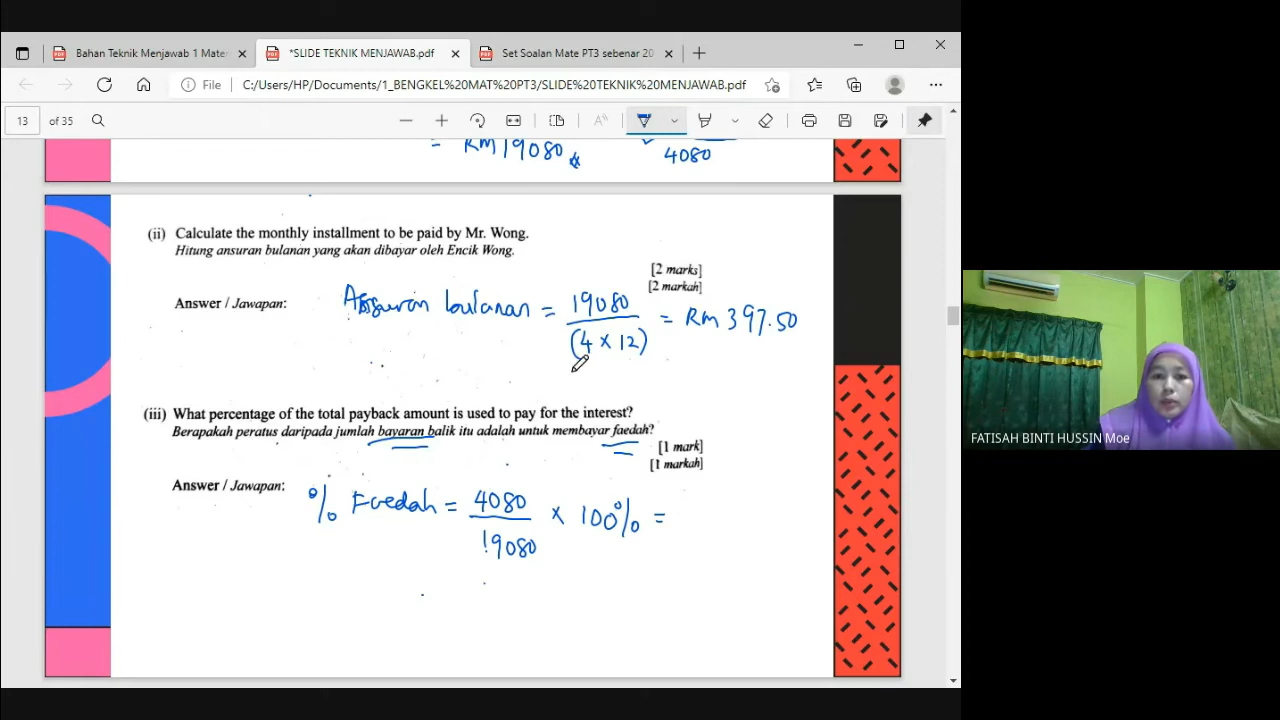 Bahan Teknik Menjawab 1 Mate
*SLIDE TEKNIK MENJAWAB.pdf
Set Soalan Mate PT3 sebenar 20
File
C:/Users/HP/Documents/1_BENGKEL%20MAT%20PT3/SLIDE%20TEKNIK%20MENJAWAB.pdf
13 of 35
= RM 19080
4080
(ii) Calculate the monthly installment to be paid by Mr. Wong.
Hitung ansuran bulanan yang akan dibayar oleh Encik Wong.
[2 marks]
[2 markah]
Answer / Jawapan:
Ansuran bulanan = 19080 / (4 × 12) = RM 397.50
(iii) What percentage of the total payback amount is used to pay for the interest?
Berapakah peratus daripada jumlah bayaran balik itu adalah untuk membayar faedah?
[1 mark]
[1 markah]
Answer / Jawapan:
% Faedah = 4080 / 19080 × 100% =
FATISAH BINTI HUSSIN Moe